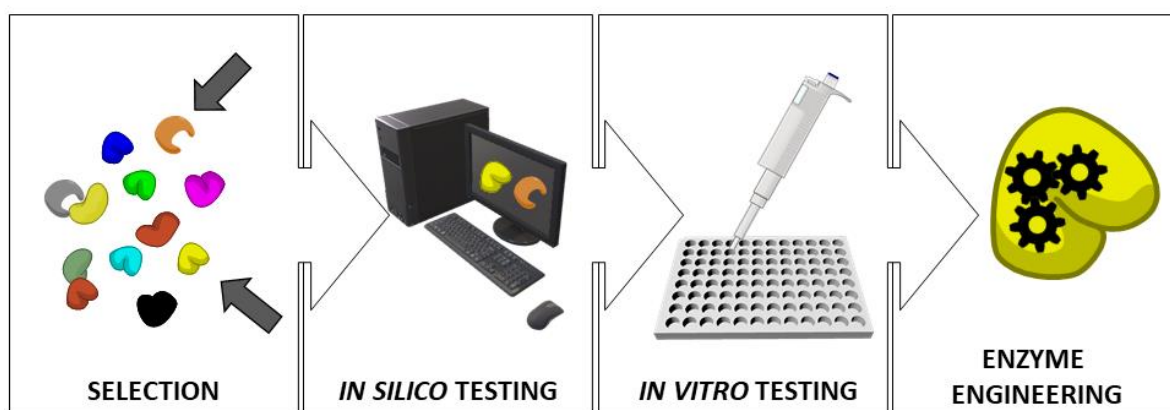 SELECTION
IN SILICO TESTING
IN VITRO TESTING
ENZYME
ENGINEERING